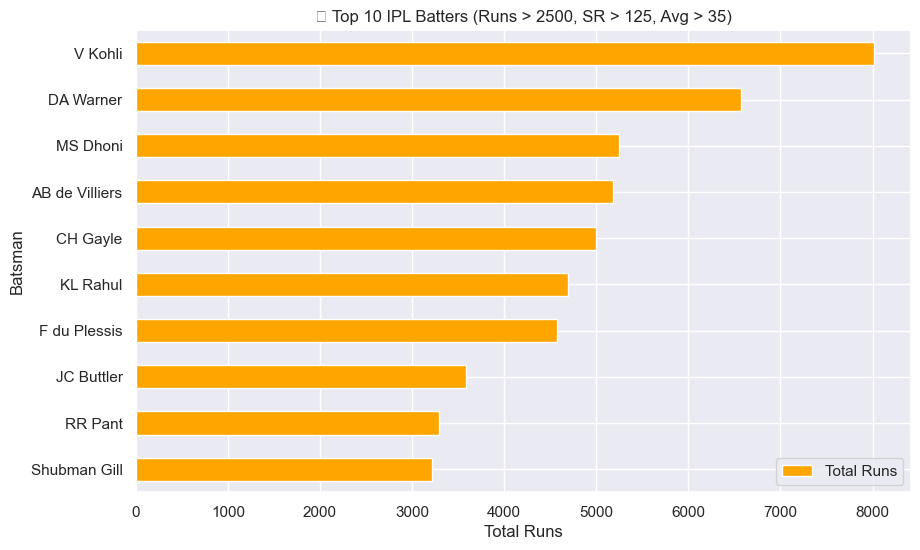 ▯ Top 10 IPL Batters (Runs > 2500, SR > 125, Avg > 35)
V Kohli
DA Warner
MS Dhoni
AB de Villiers
CH Gayle
KL Rahul
F du Plessis
JC Buttler
RR Pant
Shubman Gill
Batsman
Total Runs
0 1000 2000 3000 4000 5000 6000 7000 8000
Total Runs